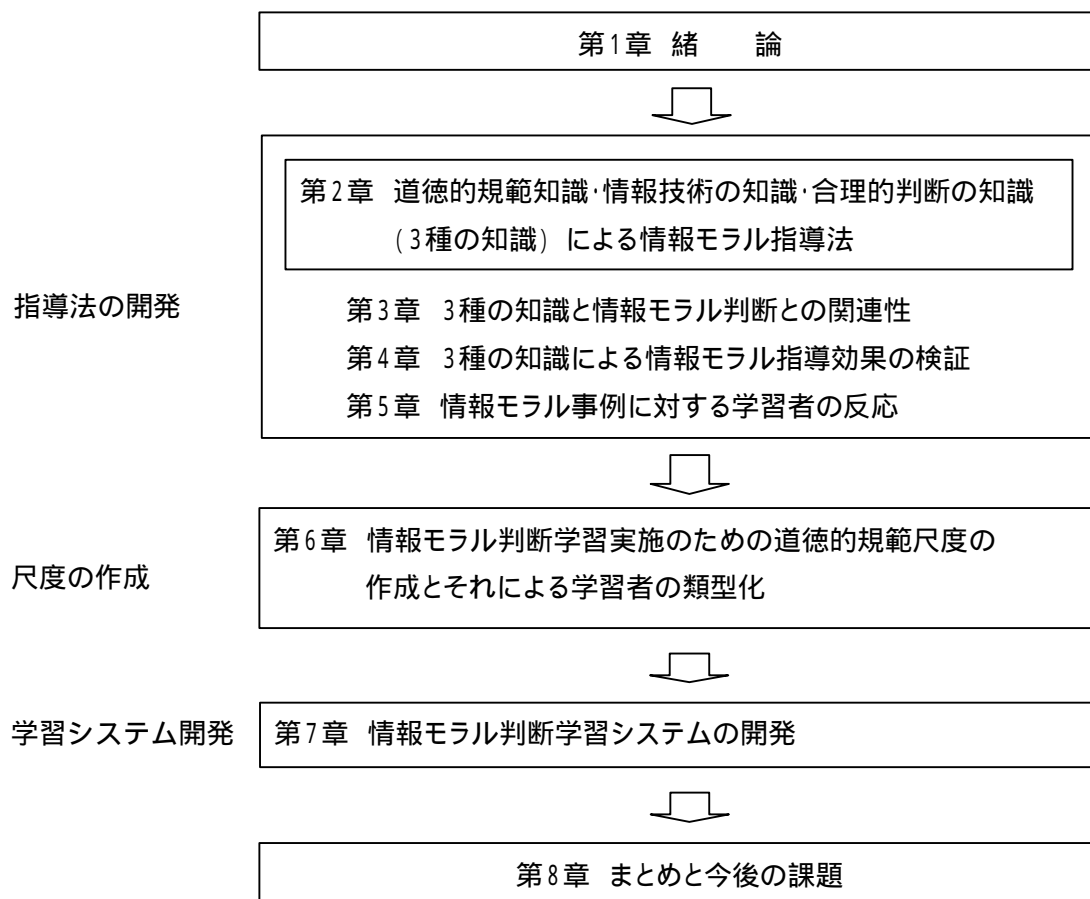 第1章 緒　　論
第2章 道徳的規範知識・情報技術の知識・合理的判断の知識
(3種の知識) による情報モラル指導法
指導法の開発
第3章 3種の知識と情報モラル判断との関連性
第4章 3種の知識による情報モラル指導効果の検証
第5章 情報モラル事例に対する学習者の反応
第6章 情報モラル判断学習実施のための道徳的規範尺度の
尺度の作成
作成とそれによる学習者の類型化
学習システム開発
第7章 情報モラル判断学習システムの開発
第8章 まとめと今後の課題